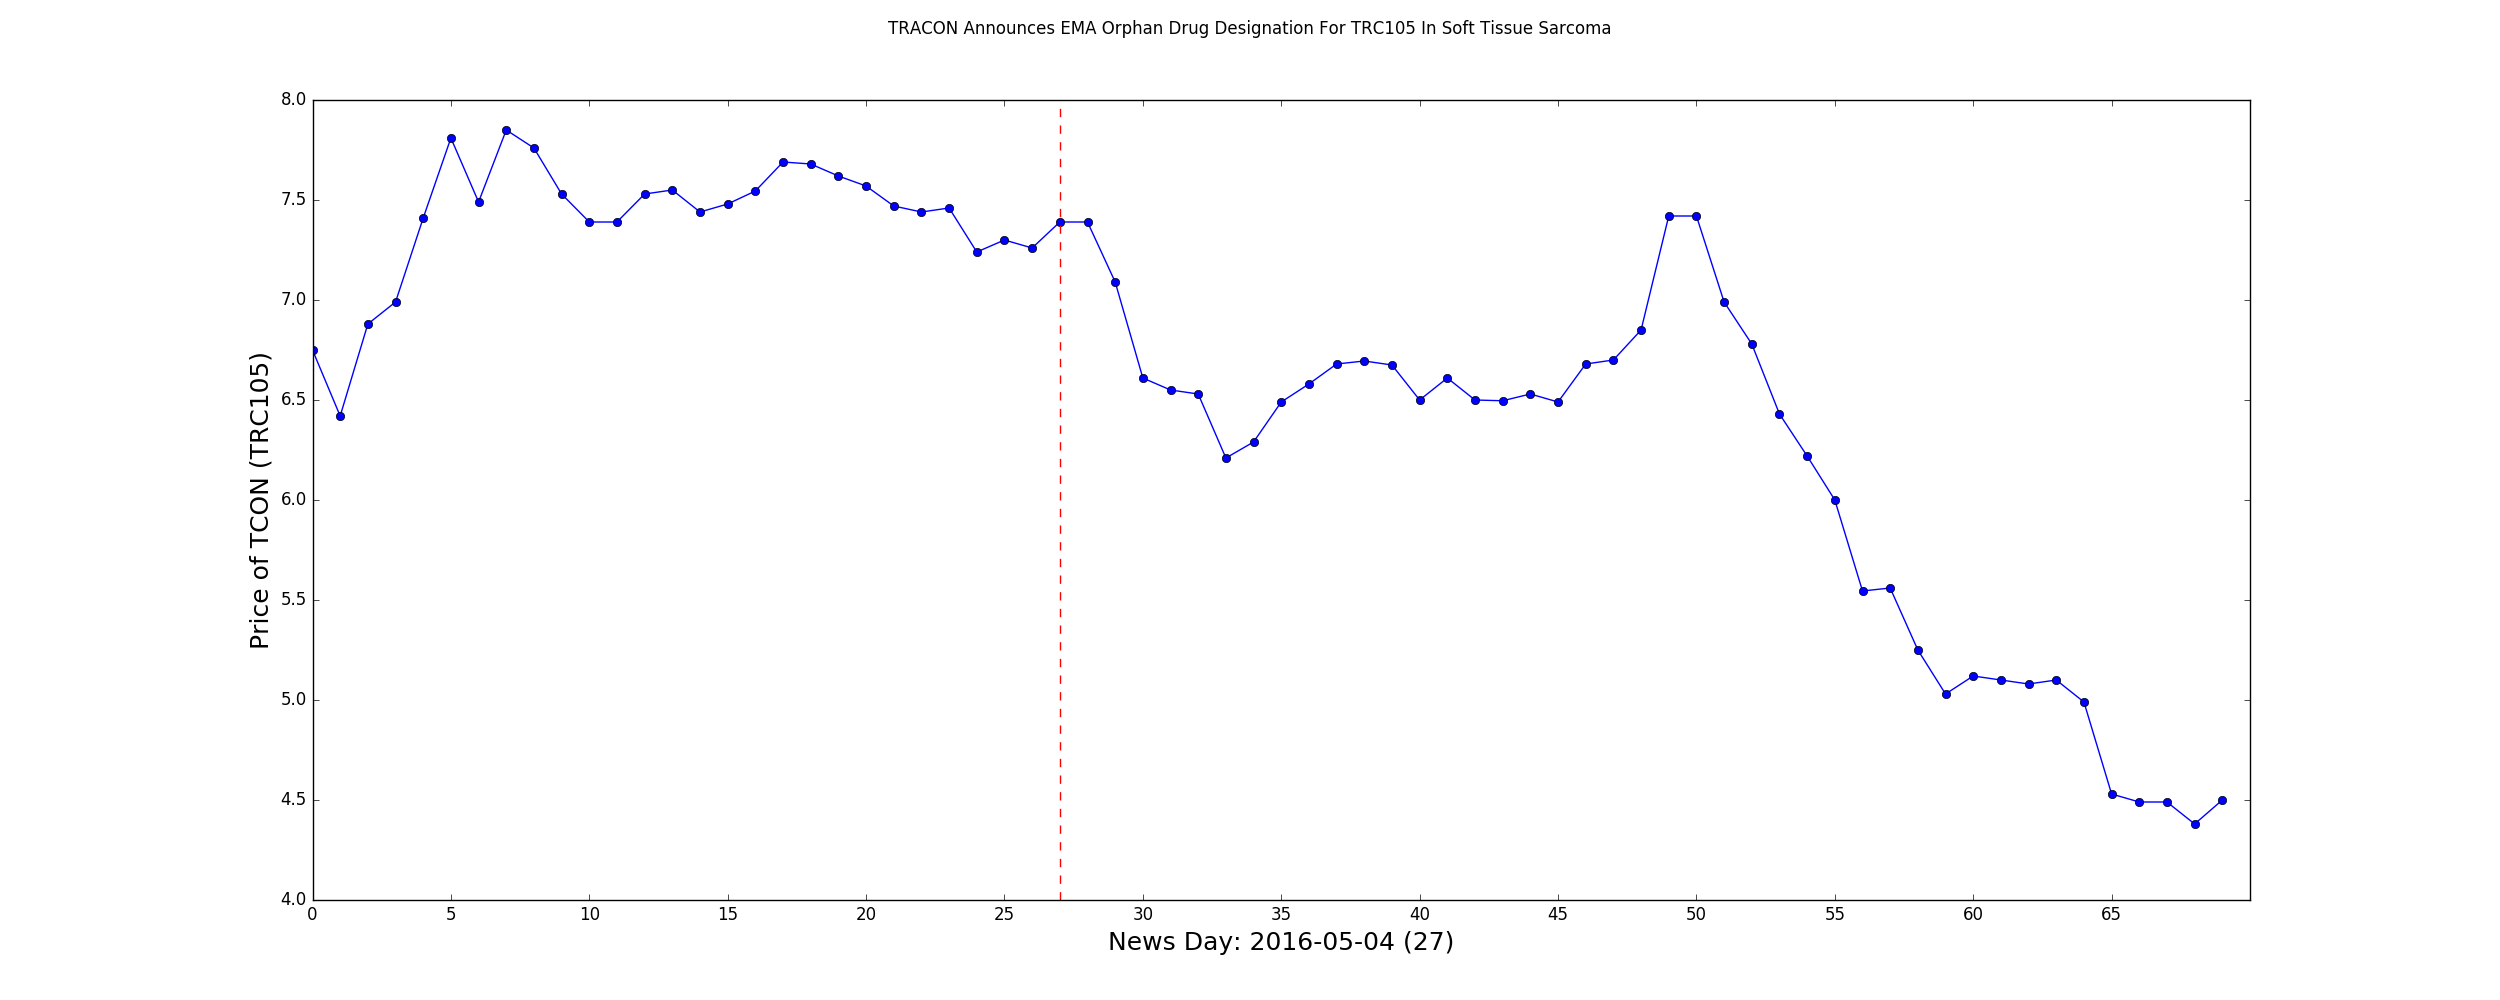 TRACON Announces EMA Orphan Drug Designation For TRC105 In Soft Tissue Sarcoma
8.0
7.5
7.0
6.5
6.0
5.5
5.0
4.5
4.0
Price of TCON (TRC105)
0 5 10 15 20 25 30 35 40 45 50 55 60 65
News Day: 2016-05-04 (27)